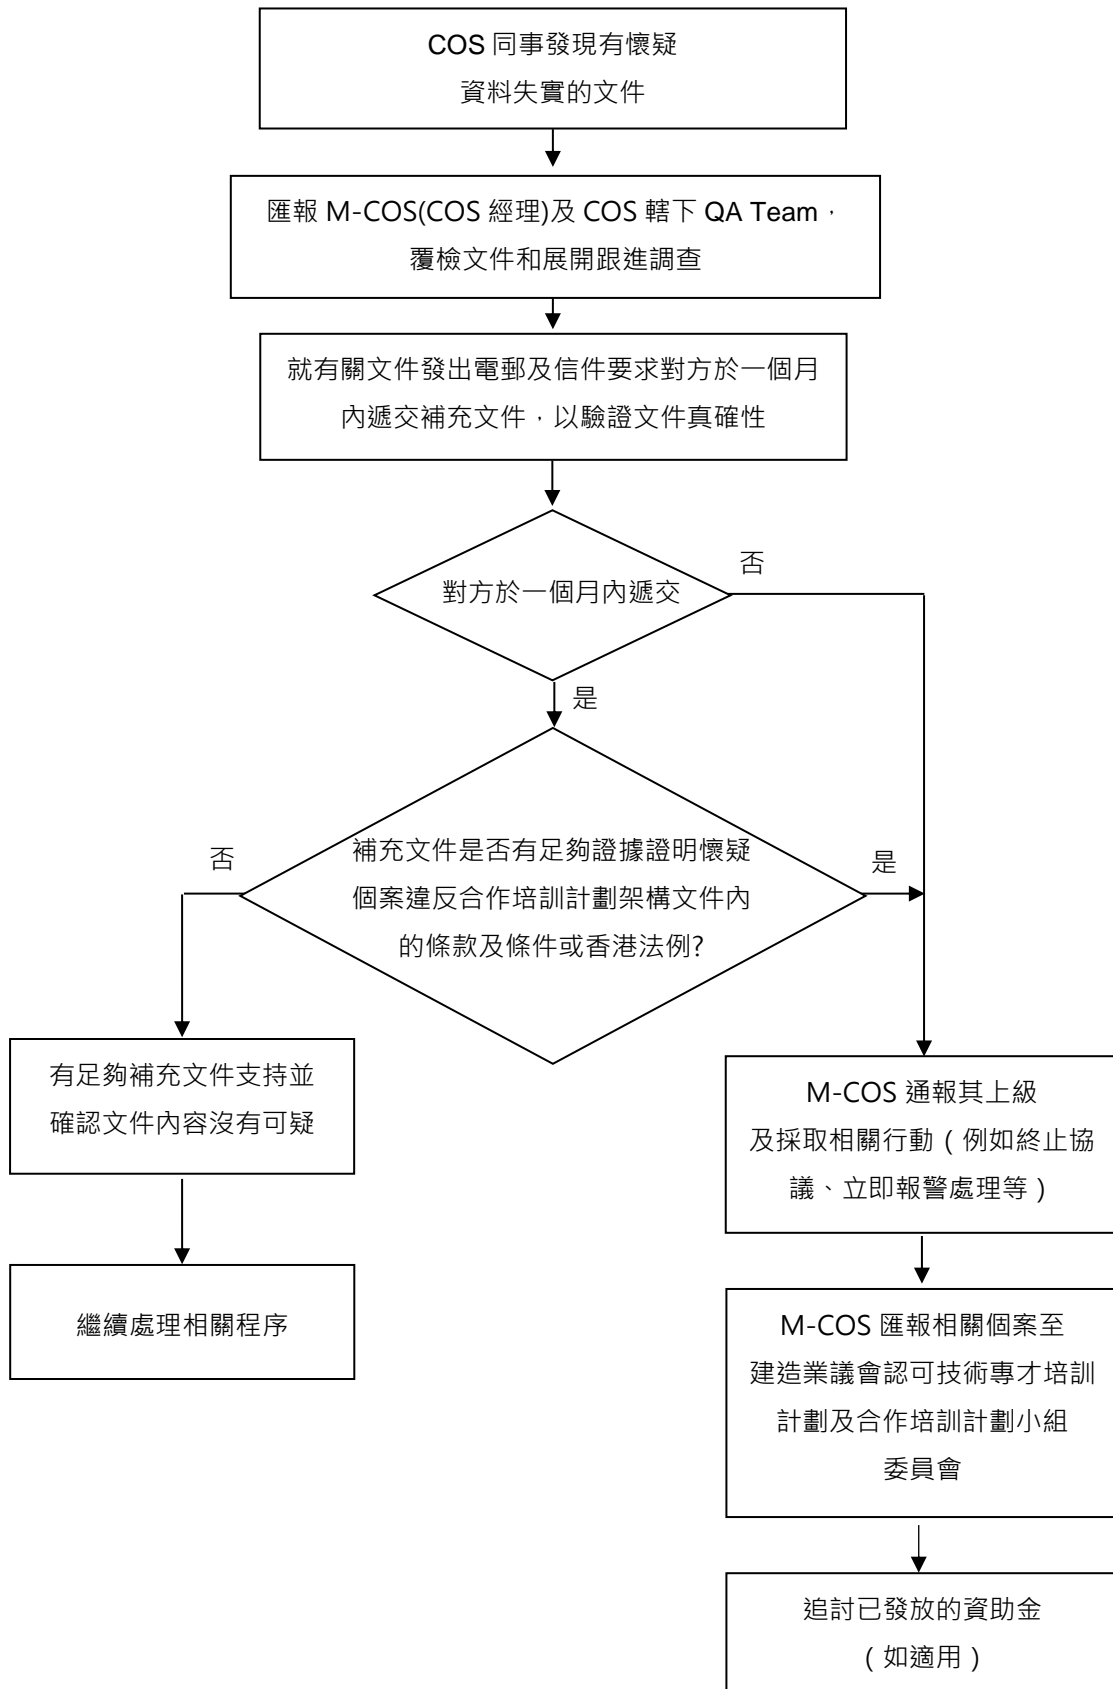 COS 同事發現有懷疑
資料失實的文件
匯報 M-COS(COS 經理)及 COS 轄下 QA Team，
覆檢文件和展開跟進調查
就有關文件發出電郵及信件要求對方於一個月
內遞交補充文件，以驗證文件真確性
對方於一個月內遞交
否
是
補充文件是否有足夠證據證明懷疑
個案違反合作培訓計劃架構文件內
的條款及條件或香港法例?
否
是
有足夠補充文件支持並
確認文件內容沒有可疑
繼續處理相關程序
M-COS 通報其上級
及採取相關行動（例如終止協
議、立即報警處理等）
M-COS 匯報相關個案至
建造業議會認可技術專才培訓
計劃及合作培訓計劃小組
委員會
追討已發放的資助金
（如適用）